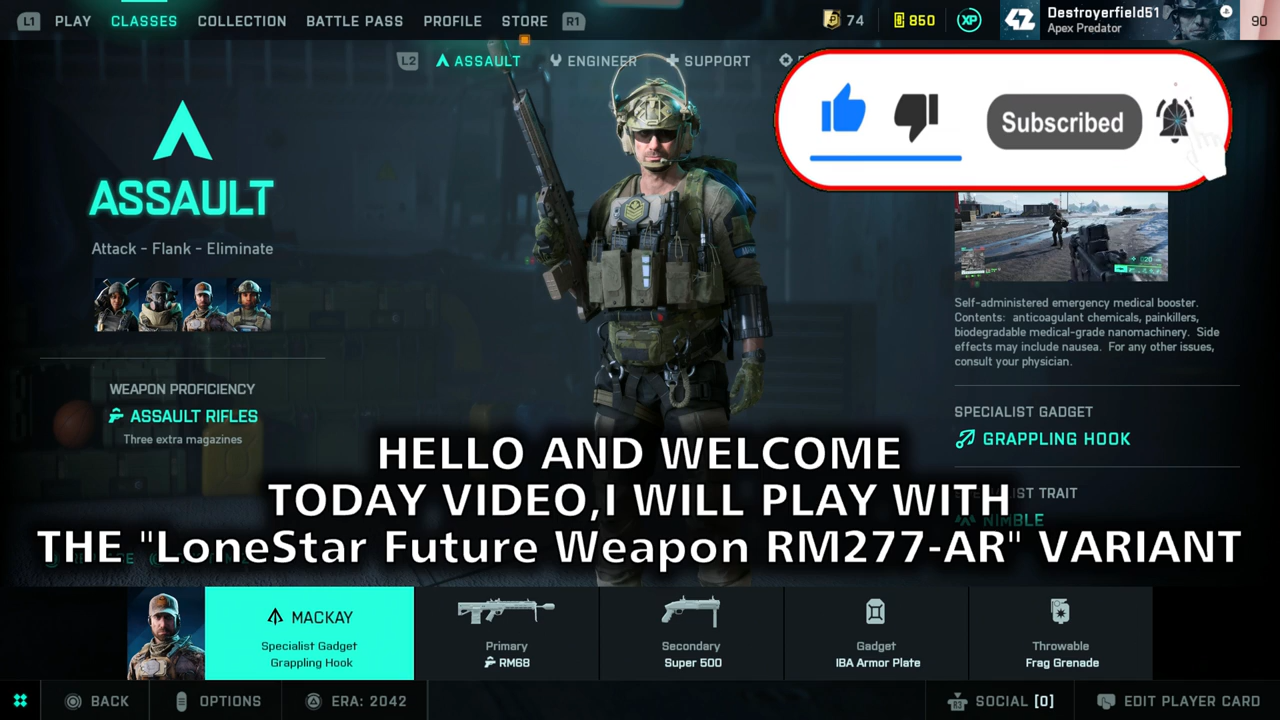 L1 PLAY CLASSES COLLECTION BATTLE PASS PROFILE STORE R1
74 850 XP
Destroyerfield51
Apex Predator
90
L2 ASSAULT ENGINEER SUPPORT
Subscribed
ASSAULT
Attack - Flank - Eliminate
WEAPON PROFICIENCY
ASSAULT RIFLES
Three extra magazines
Self-administered emergency medical booster.
Contents: anticoagulant chemicals, painkillers,
biodegradable medical-grade nanomachinery. Side
effects may include nausea. For any other issues,
consult your physician.
SPECIALIST GADGET
GRAPPLING HOOK
TRAIT
NIMBLE
HELLO AND WELCOME
TODAY VIDEO,I WILL PLAY WITH
THE "LoneStar Future Weapon RM277-AR" VARIANT
MACKAY
Specialist Gadget
Grappling Hook
Primary
RM68
Secondary
Super 500
Gadget
IBA Armor Plate
Throwable
Frag Grenade
BACK OPTIONS ERA: 2042 R3 SOCIAL [0] EDIT PLAYER CARD